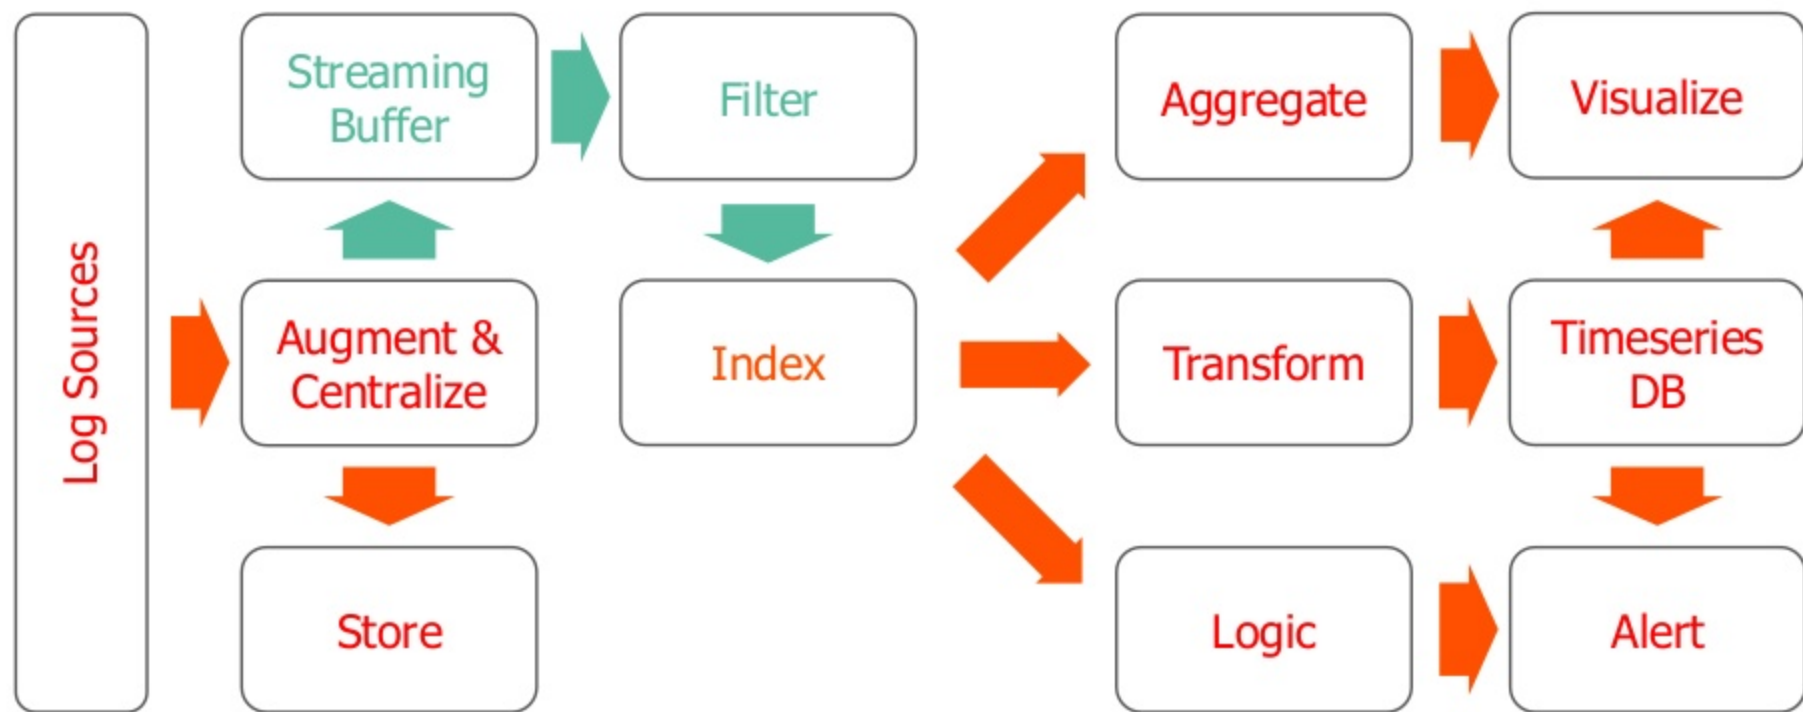 Log Sources
Streaming
Buffer
Filter
Aggregate
Visualize
Augment &
Centralize
Index
Transform
Timeseries
DB
Store
Logic
Alert